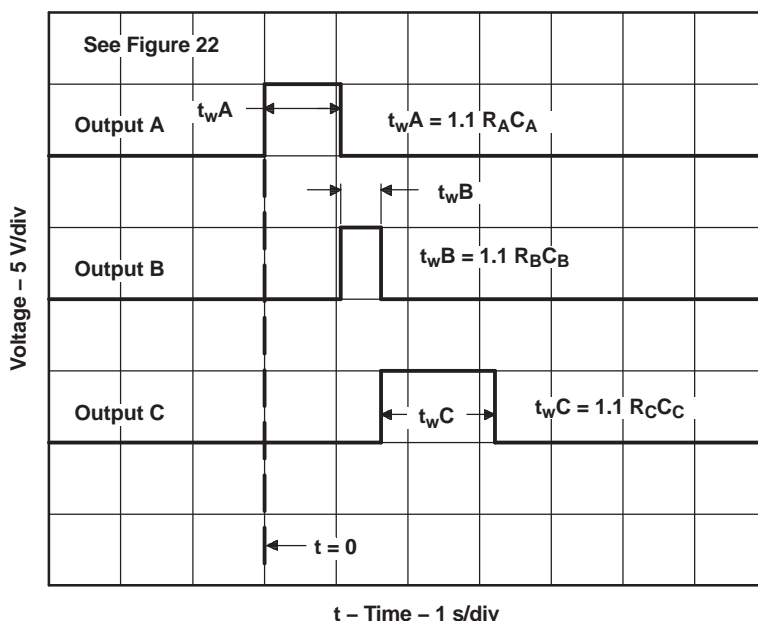 See Figure 22
twA
Output A
twA = 1.1 RACA
twB
Output B
twB = 1.1 RBCB
Output C
twC
twC = 1.1 RCCC
t = 0
Voltage – 5 V/div
t – Time – 1 s/div